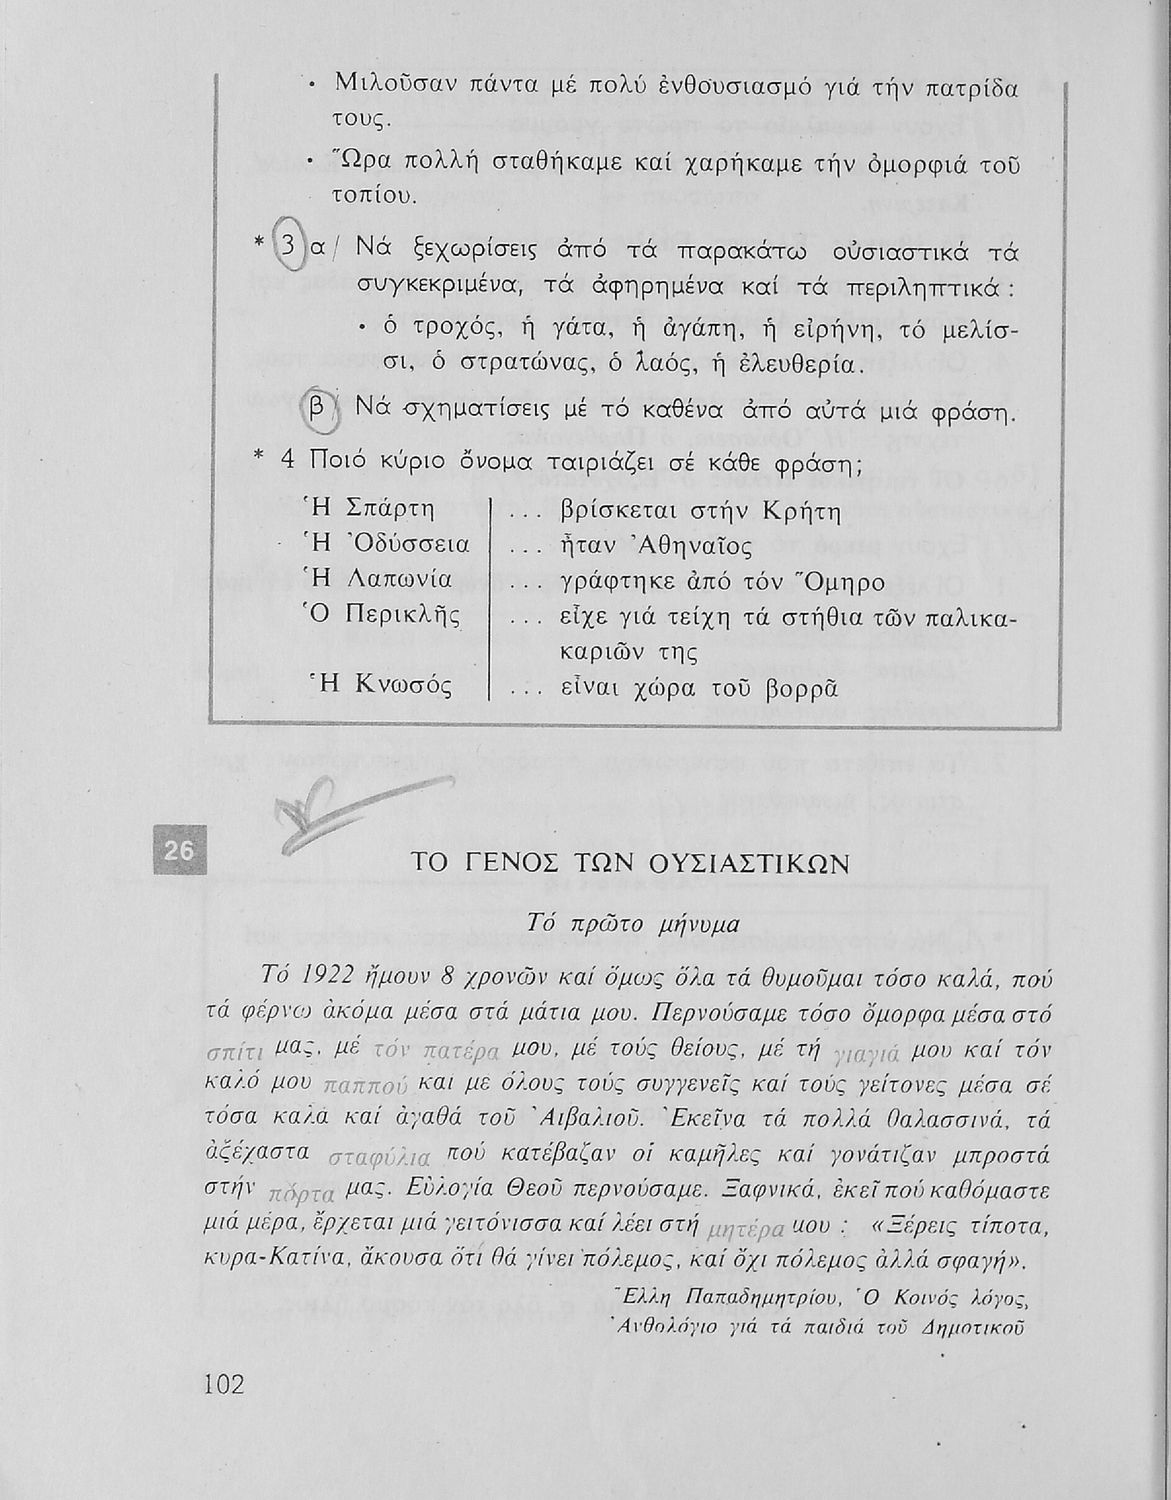 • Μιλοῦσαν πάντα μέ πολύ ἐνθουσιασμό γιά τήν πατρίδα
τους.
• Ὥρα πολλή σταθήκαμε καί χαρήκαμε τήν ὀμορφιά τοῦ
τοπίου.
* 3 α/ Νά ξεχωρίσεις ἀπό τά παρακάτω οὐσιαστικά τά
συγκεκριμένα, τά ἀφηρημένα καί τά περιληπτικά :
• ὁ τροχός, ἡ γάτα, ἡ ἀγάπη, ἡ εἰρήνη, τό μελίσ-
σι, ὁ στρατώνας, ὁ λαός, ἡ ἐλευθερία.
β/ Νά σχηματίσεις μέ τό καθένα ἀπό αὐτά μιά φράση.
* 4 Ποιό κύριο ὄνομα ταιριάζει σέ κάθε φράση;
Ἡ Σπάρτη ... βρίσκεται στήν Κρήτη
Ἡ Ὀδύσσεια ... ἦταν Ἀθηναῖος
Ἡ Λαπωνία ... γράφτηκε ἀπό τόν Ὅμηρο
Ὁ Περικλῆς ... εἶχε γιά τείχη τά στήθια τῶν παλικα-
καριῶν της
Ἡ Κνωσός ... εἶναι χώρα τοῦ βορρᾶ
26
ΤΟ ΓΕΝΟΣ ΤΩΝ ΟΥΣΙΑΣΤΙΚΩΝ
Τό πρῶτο μήνυμα
Τό 1922 ἤμουν 8 χρονῶν καί ὅμως ὅλα τά θυμοῦμαι τόσο καλά, πού
τά φέρνω ἀκόμα μέσα στά μάτια μου. Περνούσαμε τόσο ὄμορφα μέσα στό
σπίτι μας, μέ τόν πατέρα μου, μέ τούς θείους, μέ τή γιαγιά μου καί τόν
καλό μου παππού και με ὅλους τούς συγγενεῖς καί τούς γείτονες μέσα σέ
τόσα καλά καί ἀγαθά τοῦ Ἀιβαλιοῦ. Ἐκεῖνα τά πολλά θαλασσινά, τά
ἀξέχαστα σταφύλια πού κατέβαζαν οἱ καμῆλες καί γονάτιζαν μπροστά
στήν πόρτα μας. Εὐλογία Θεοῦ περνούσαμε. Ξαφνικά, ἐκεῖ πού καθόμαστε
μιά μέρα, ἔρχεται μιά γειτόνισσα καί λέει στή μητέρα μου : «Ξέρεις τίποτα,
κυρα-Κατίνα, ἄκουσα ὅτι θά γίνει πόλεμος, καί ὄχι πόλεμος ἀλλά σφαγή».
Ἕλλη Παπαδημητρίου, Ὁ Κοινός λόγος,
Ἀνθολόγιο γιά τά παιδιά τοῦ Δημοτικοῦ
102